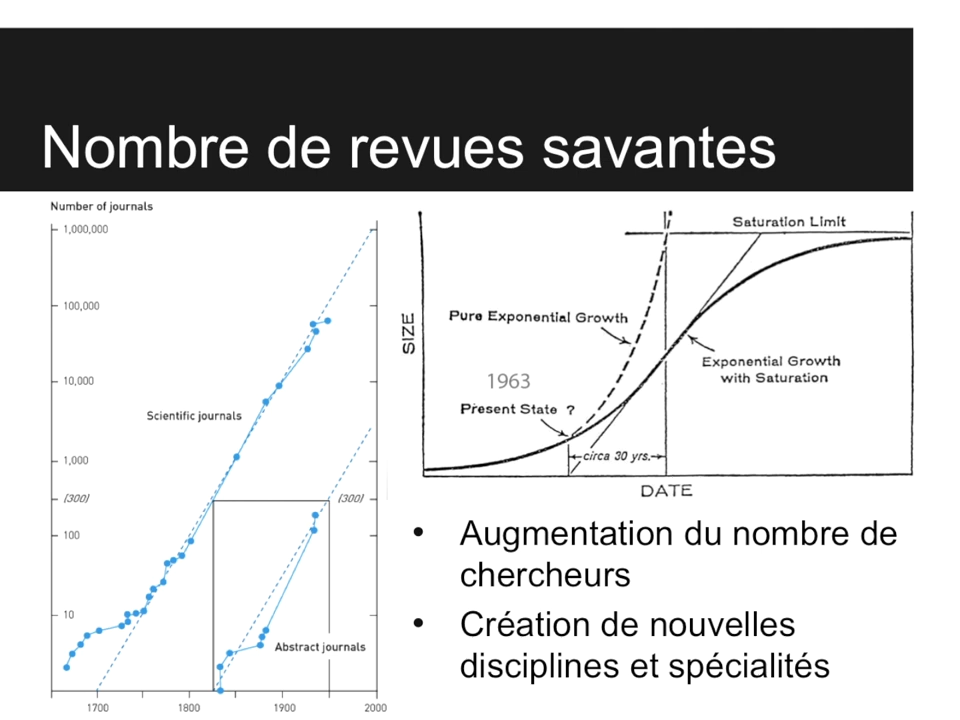 Nombre de revues savantes
Number of journals
1,000,000
100,000
10,000
Scientific journals
1,000
(300)
(300)
100
10
Abstract journals
1700
1800
1900
2000
Saturation Limit
SIZE
Pure Exponential Growth
Exponential Growth
with Saturation
1963
Present State ?
circa 30 yrs.
DATE
• Augmentation du nombre de
chercheurs
• Création de nouvelles
disciplines et spécialités